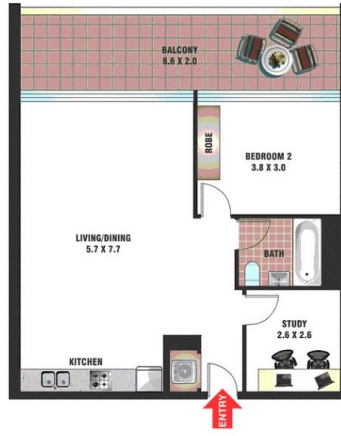 BALCONY
8.6 X 2.0
ROBE
BEDROOM 2
3.8 X 3.0
LIVING/DINING
5.7 X 7.7
BATH
STUDY
2.6 X 2.6
KITCHEN
ENTRY